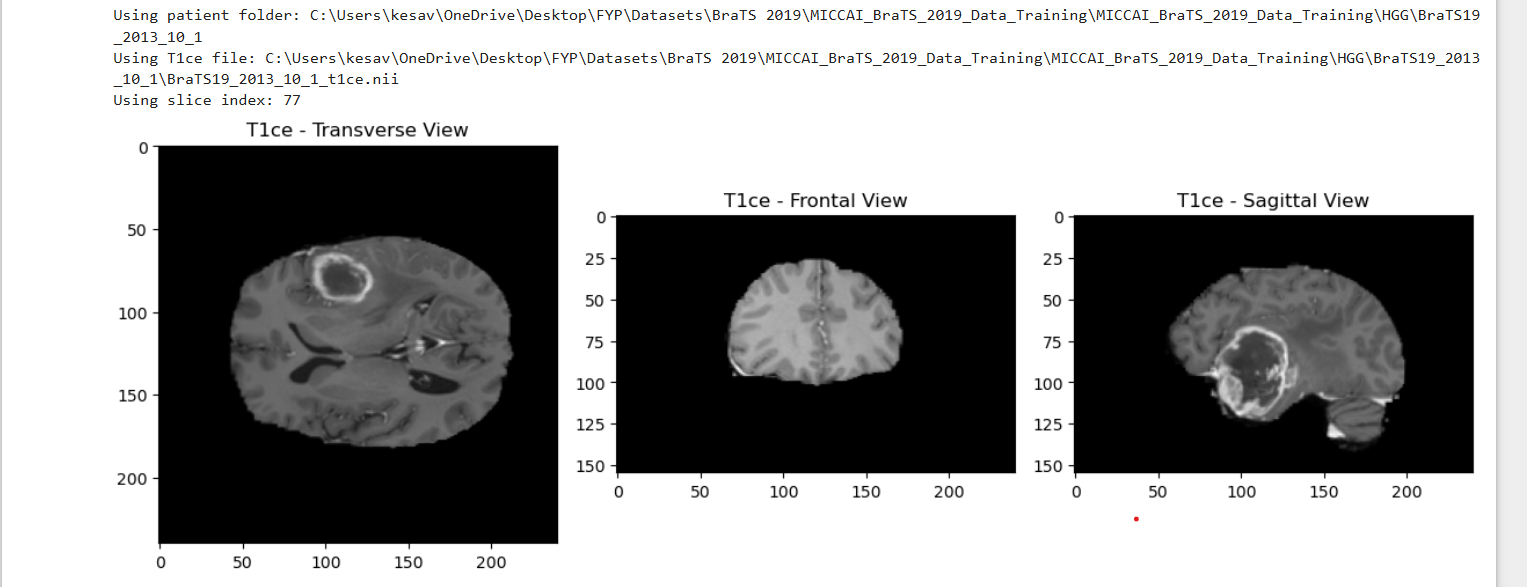 Using patient folder: C:\Users\kesav\OneDrive\Desktop\FYP\Datasets\BraTS 2019\MICCAI_BraTS_2019_Data_Training\MICCAI_BraTS_2019_Data_Training\HGG\BraTS19
_2013_10_1
Using T1ce file: C:\Users\kesav\OneDrive\Desktop\FYP\Datasets\BraTS 2019\MICCAI_BraTS_2019_Data_Training\MICCAI_BraTS_2019_Data_Training\HGG\BraTS19_2013
_10_1\BraTS19_2013_10_1_t1ce.nii
Using slice index: 77
T1ce - Transverse View
0
50
100
150
200
0 50 100 150 200
T1ce - Frontal View
0
25
50
75
100
125
150
0 50 100 150 200
T1ce - Sagittal View
0
25
50
75
100
125
150
0 50 100 150 200